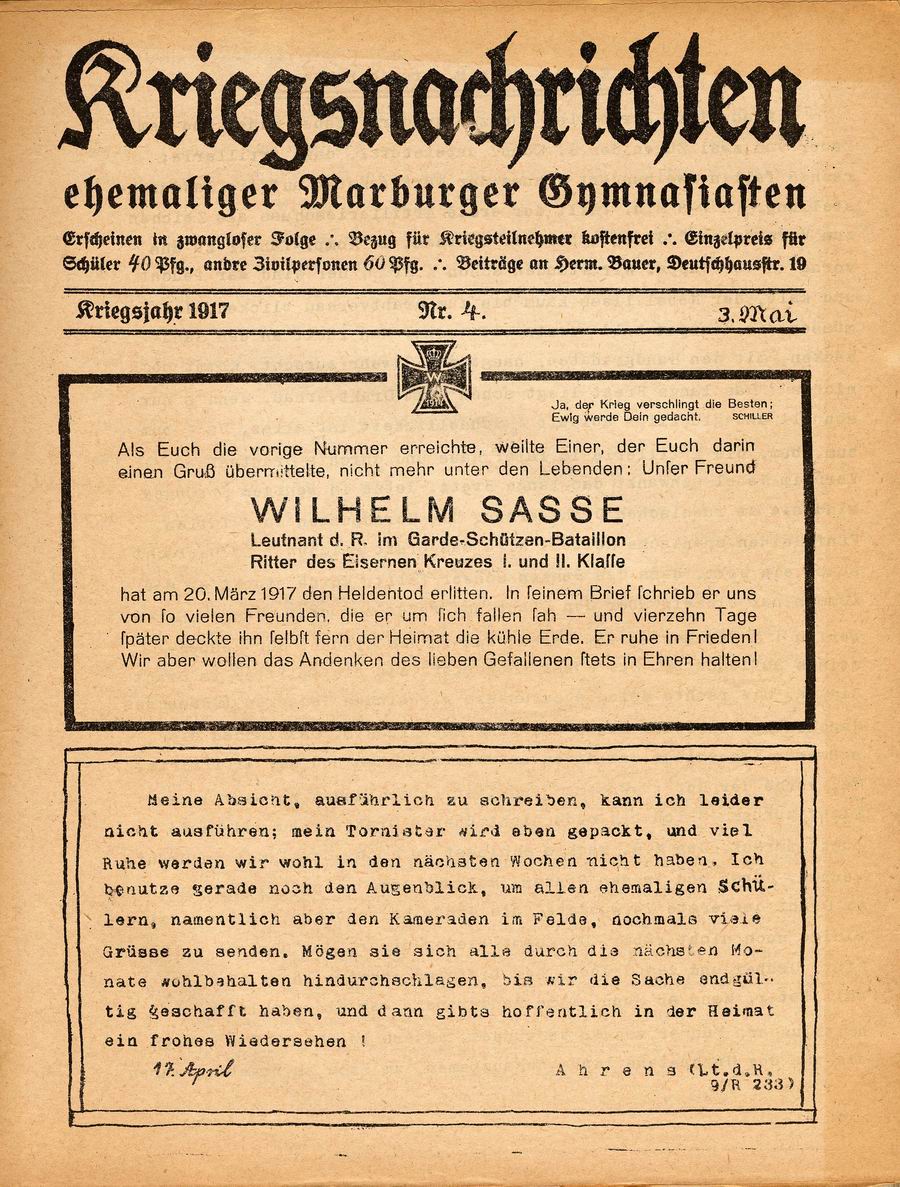 Kriegsnachrichten
ehemaliger Marburger Gymnasiasten
Erscheinen in zwangloser Folge ∴ Bezug für Kriegsteilnehmer kostenfrei ∴ Einzelpreis für
Schüler 40 Pfg., andre Zivilpersonen 60 Pfg. ∴ Beiträge an Herm. Bauer, Deutschhausstr. 19
Kriegsjahr 1917 Nr. 4. 3. Mai
W
1914
Ja, der Krieg verschlingt die Besten;
Ewig werde Dein gedacht. SCHILLER
Als Euch die vorige Nummer erreichte, weilte Einer, der Euch darin
einen Gruß übermittelte, nicht mehr unter den Lebenden: Unſer Freund
WILHELM SASSE
Leutnant d. R. im Garde-Schützen-Bataillon
Ritter des Eisernen Kreuzes I. und II. Klaſſe
hat am 20. März 1917 den Heldentod erlitten. In ſeinem Brief ſchrieb er uns
von ſo vielen Freunden, die er um ſich fallen ſah — und vierzehn Tage
ſpäter deckte ihn ſelbſt fern der Heimat die kühle Erde. Er ruhe in Frieden!
Wir aber wollen das Andenken des lieben Gefallenen ſtets in Ehren halten!
Meine Absicht, ausführlich zu schreiben, kann ich leider
nicht ausführen; mein Tornister wird eben gepackt, und viel
Ruhe werden wir wohl in den nächsten Wochen nicht haben. Ich
benutze gerade noch den Augenblick, um allen ehemaligen Schü-
lern, namentlich aber den Kameraden im Felde, nochmals viele
Grüsse zu senden. Mögen sie sich alle durch die nächsten Mo-
nate wohlbehalten hindurchschlagen, bis wir die Sache endgül-
tig geschafft haben, und dann gibts hoffentlich in der Heimat
ein frohes Wiedersehen !
17. April A h r e n s (Lt.d.R.
9/R 233)